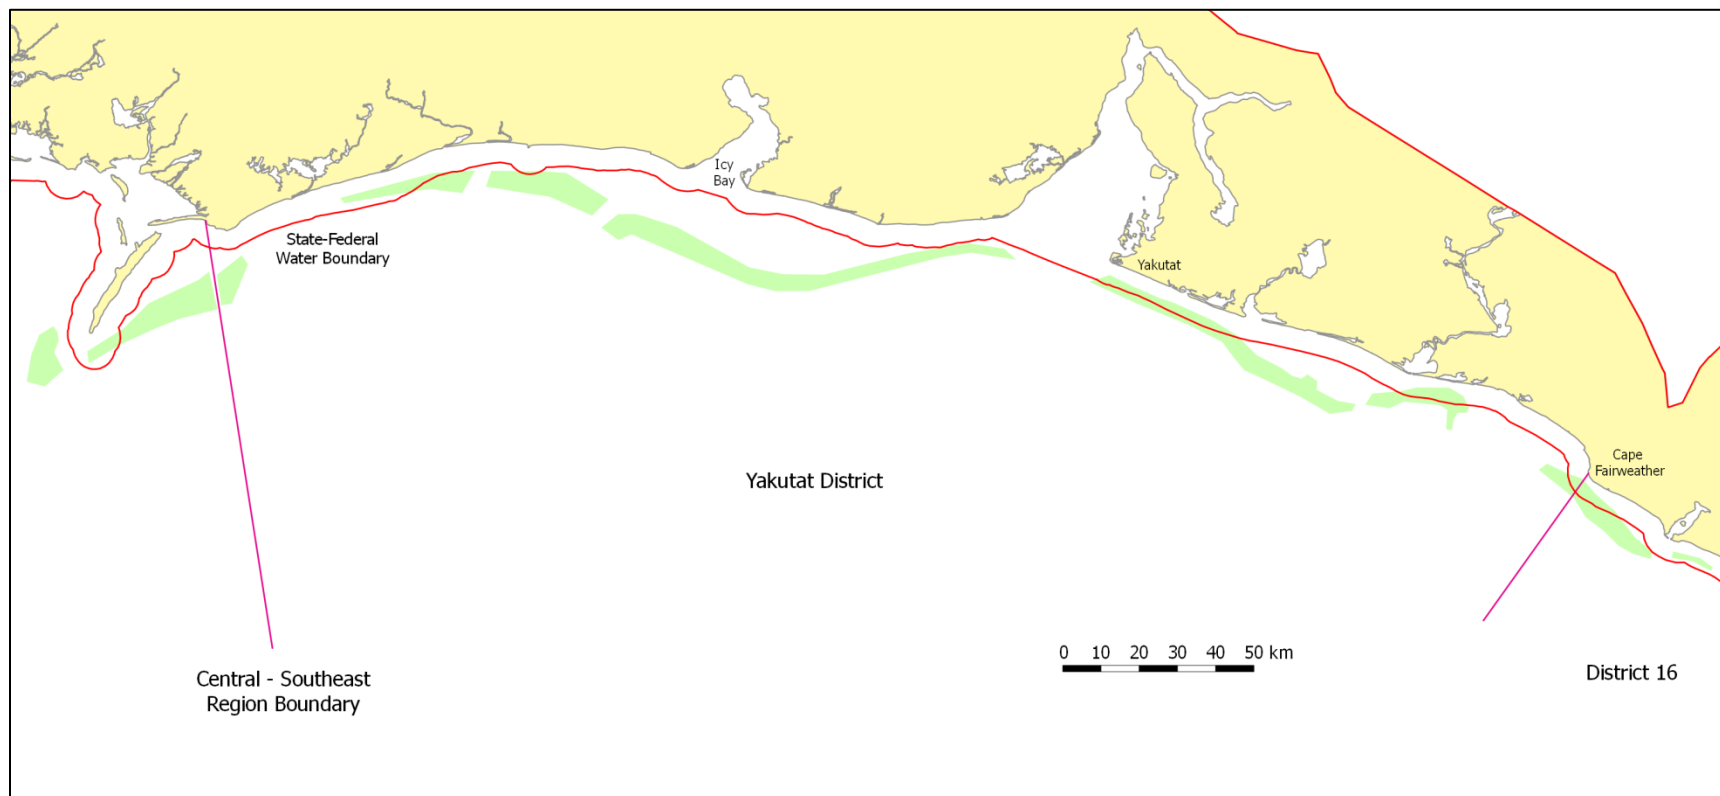 Icy
Bay
State-Federal
Water Boundary
Yakutat
Cape
Fairweather
Yakutat District
0 10 20 30 40 50 km
Central - Southeast
Region Boundary
District 16